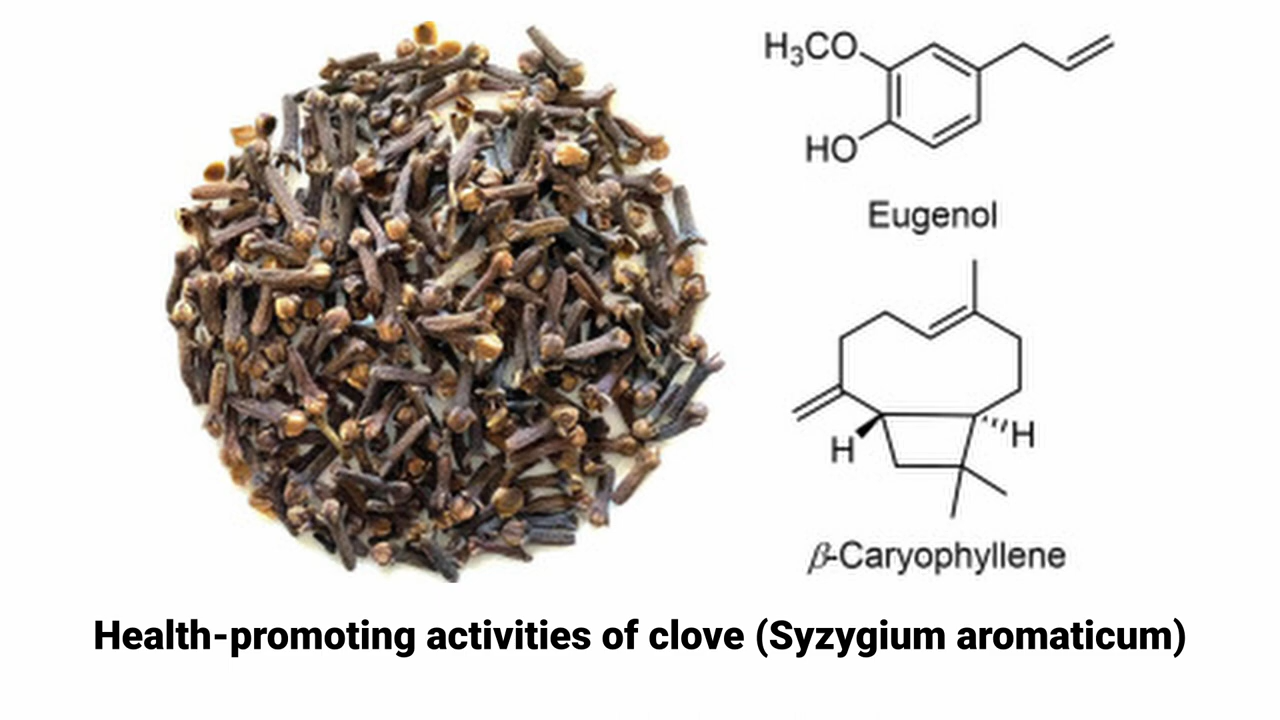 H₃CO
HO
Eugenol
H
H
β-Caryophyllene
Health-promoting activities of clove (Syzygium aromaticum)